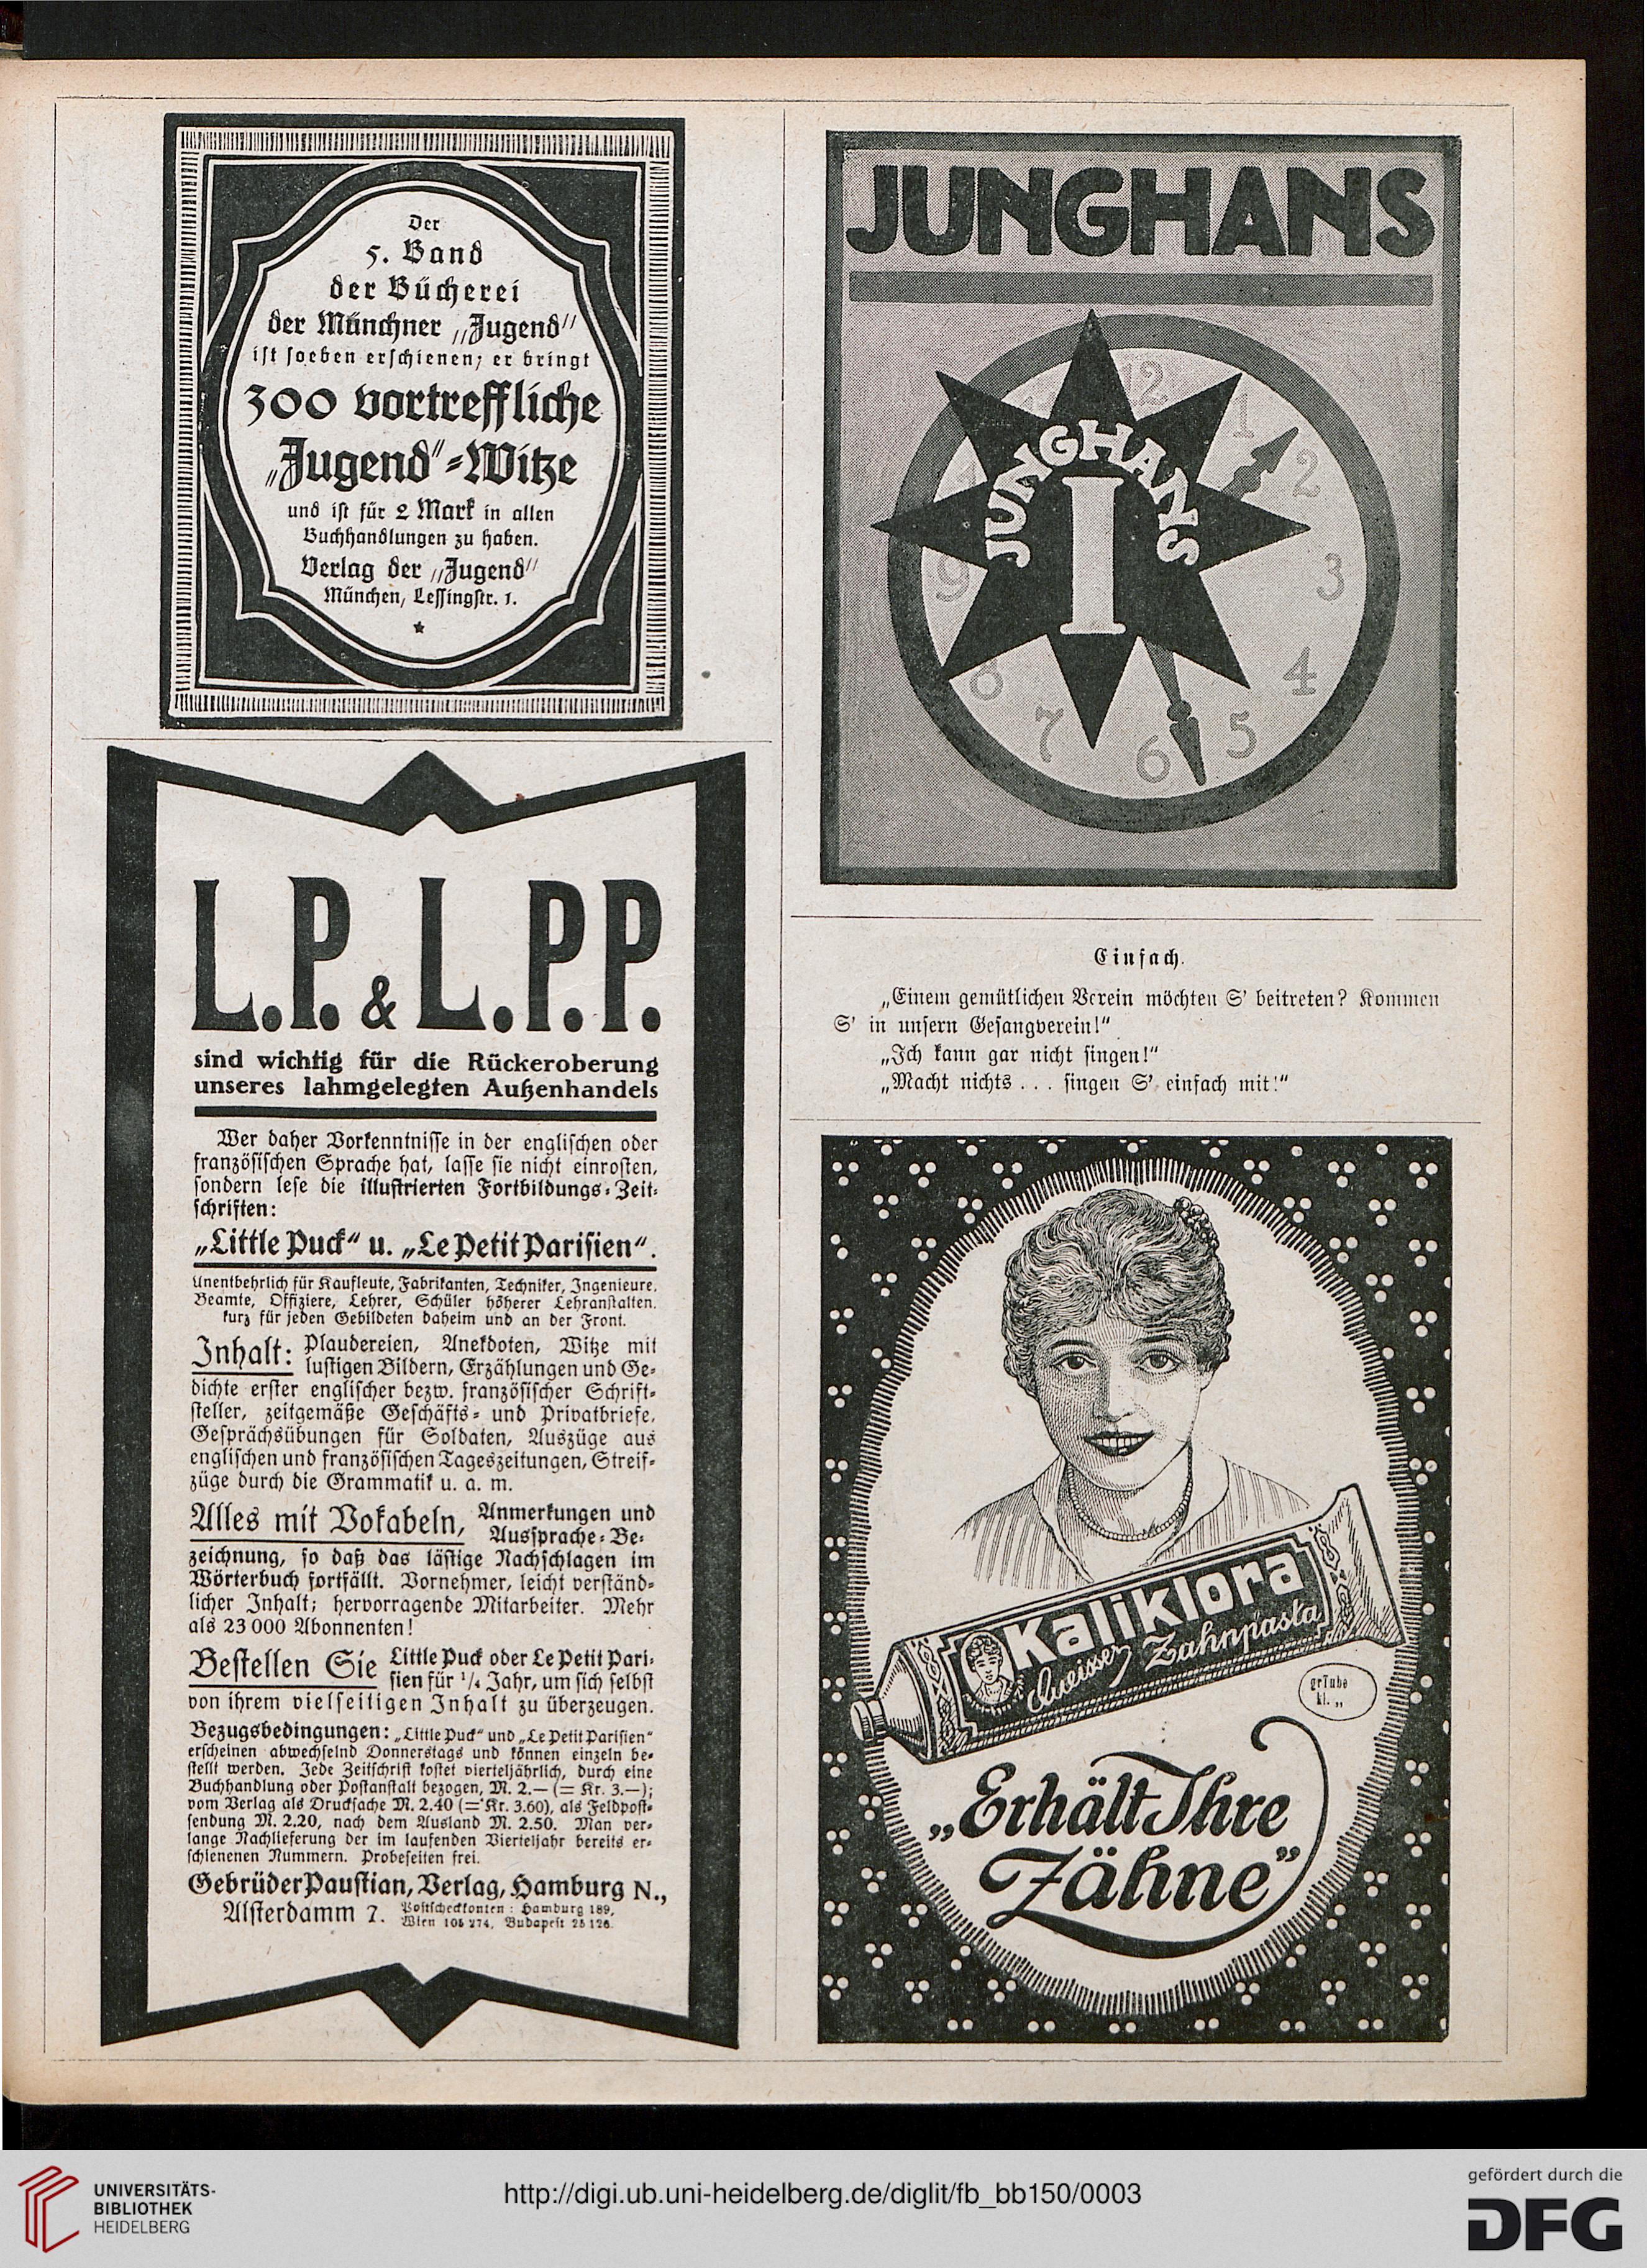 Der
5. Band
der Bücherei
der Münchner „Jugend“
ist soeben erschienen; er bringt
300 vortreffliche
„Jugend“-Witze
und ist für 2 Mark in allen
Buchhandlungen zu haben.
Verlag der „Jugend“
München, Lessingstr. 1.
L.P. & L.P.P.
sind wichtig für die Rückeroberung
unseres lahmgelegten Außenhandels
Wer daher Vorkenntnisse in der englischen oder
französischen Sprache hat, lasse sie nicht einrosten,
sondern lese die illustrierten Fortbildungs-Zeit-
schriften:
„Little Puck“ u. „Le Petit Parisien“.
Unentbehrlich für Kaufleute, Fabrikanten, Techniker, Ingenieure,
Beamte, Offiziere, Lehrer, Schüler höherer Lehranstalten,
kurz für jeden Gebildeten daheim und an der Front.
Inhalt: Plaudereien, Anekdoten, Witze mit
lustigen Bildern, Erzählungen und Ge-
dichte erster englischer bezw. französischer Schrift-
steller, zeitgemäße Geschäfts- und Privatbriefe,
Gesprächsübungen für Soldaten, Auszüge aus
englischen und französischen Tageszeitungen, Streif-
züge durch die Grammatik u. a. m.
Alles mit Vokabeln, Anmerkungen und
Aussprache-Be-
zeichnung, so daß das lästige Nachschlagen im
Wörterbuch fortfällt. Vornehmer, leicht verständ-
licher Inhalt; hervorragende Mitarbeiter. Mehr
als 23 000 Abonnenten!
Bestellen Sie Little Puck oder Le Petit Pari-
sien für ¼ Jahr, um sich selbst
von ihrem vielseitigen Inhalt zu überzeugen.
Bezugsbedingungen: „Little Puck“ und „Le Petit Parisien“
erscheinen abwechselnd Donnerstags und können einzeln be-
stellt werden. Jede Zeitschrift kostet vierteljährlich, durch eine
Buchhandlung oder Postanstalt bezogen, M. 2.— (= Kr. 3.—);
vom Verlag als Drucksache M. 2.40 (= Kr. 3.60), als Feldpost-
sendung M. 2.20, nach dem Ausland M. 2.50. Man ver-
lange Nachlieferung der im laufenden Vierteljahr bereits er-
schienenen Nummern. Probeseiten frei.
Gebrüder Paustian, Verlag, Hamburg N.,
Alsterdamm 7. Postscheckkonten: Hamburg 189,
Wien 105 274, Budapest 25 126.
JUNGHANS
12
1
2
3
4
5
6
7
8
9
JUNGHANS
Einfach.
„Einem gemütlichen Verein möchten S' beitreten? Kommen
S' in unsern Gesangverein!“
„Ich kann gar nicht singen!“
„Macht nichts . . . singen S' einfach mit!“
Kaliklora
Queisser Zahnpasta
gr Tube
kl. „
„Erhält Ihre
Zähne“
UNIVERSITÄTS-
BIBLIOTHEK
HEIDELBERG
http://digi.ub.uni-heidelberg.de/diglit/fb_bb150/0003
gefördert durch die
DFG